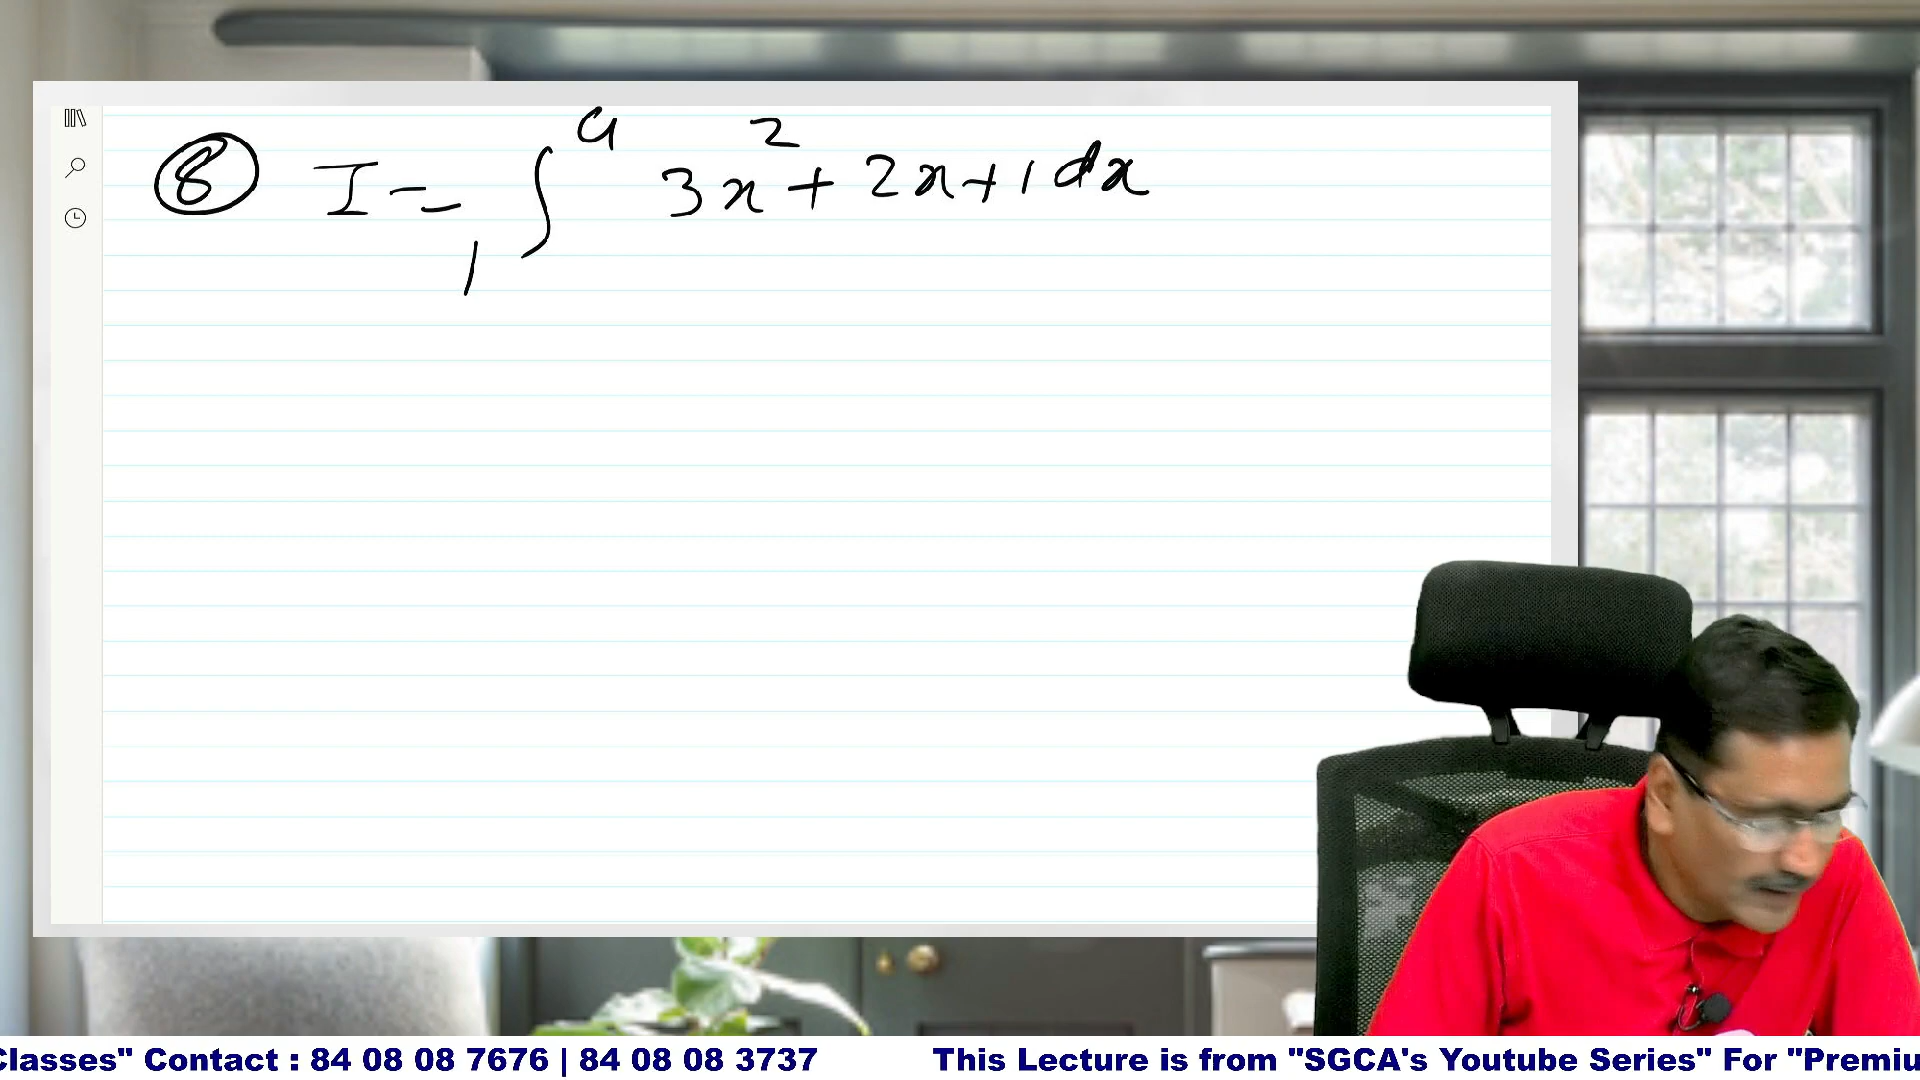 ⑧ I = ₁∫ᵃ 3x² + 2x + 1 dx
Classes" Contact : 84 08 08 7676 | 84 08 08 3737 This Lecture is from "SGCA's Youtube Series" For "Premiu